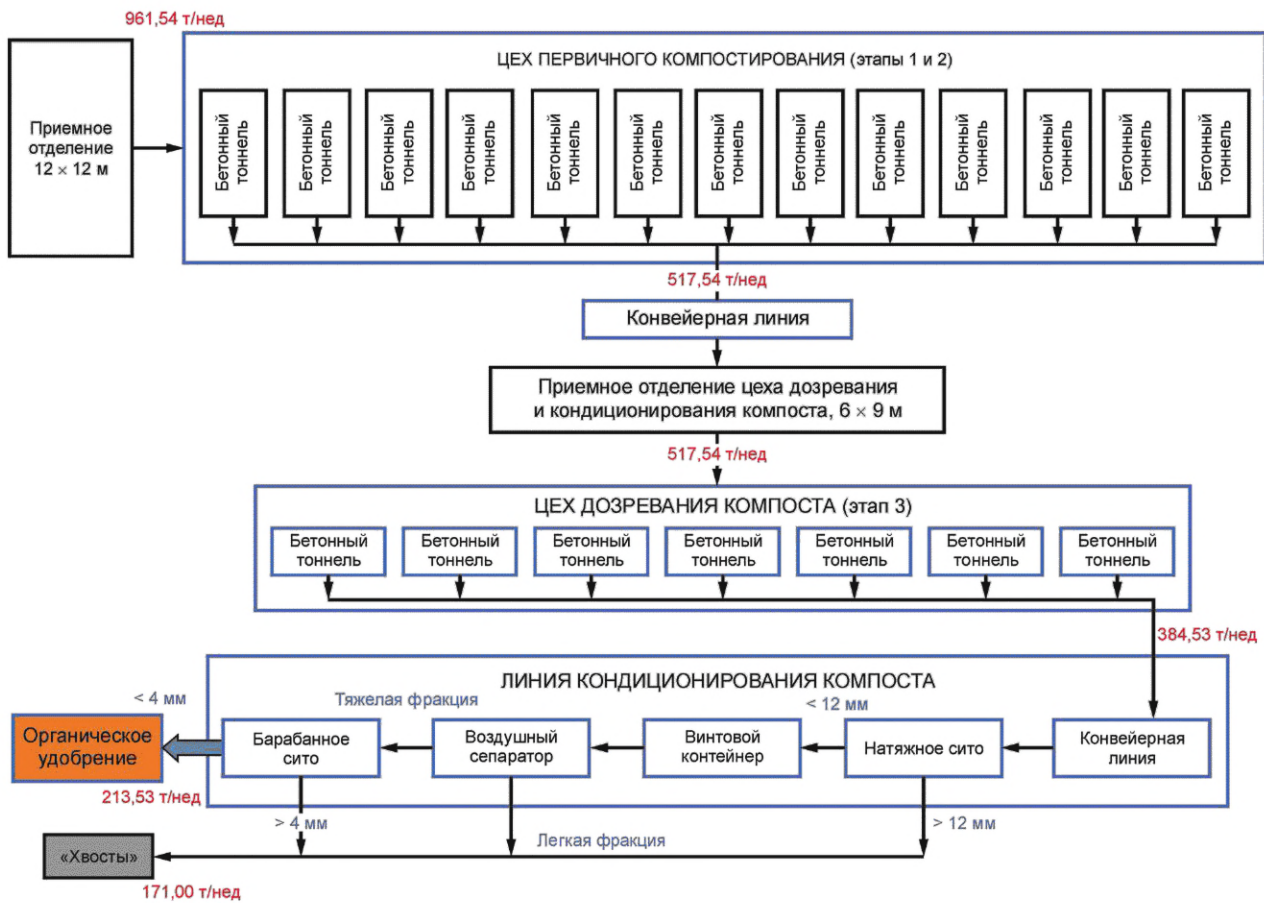 961,54 т/нед
ЦЕХ ПЕРВИЧНОГО КОМПОСТИРОВАНИЯ (этапы 1 и 2)
Приемное
отделение
12 × 12 м
Бетонный
тоннель
Бетонный
тоннель
Бетонный
тоннель
Бетонный
тоннель
Бетонный
тоннель
Бетонный
тоннель
Бетонный
тоннель
Бетонный
тоннель
Бетонный
тоннель
Бетонный
тоннель
Бетонный
тоннель
Бетонный
тоннель
Бетонный
тоннель
517,54 т/нед
Конвейерная линия
Приемное отделение цеха дозревания
и кондиционирования компоста, 6 × 9 м
517,54 т/нед
ЦЕХ ДОЗРЕВАНИЯ КОМПОСТА (этап 3)
Бетонный
тоннель
Бетонный
тоннель
Бетонный
тоннель
Бетонный
тоннель
Бетонный
тоннель
Бетонный
тоннель
Бетонный
тоннель
384,53 т/нед
ЛИНИЯ КОНДИЦИОНИРОВАНИЯ КОМПОСТА
< 4 мм
Тяжелая фракция
< 12 мм
Органическое
удобрение
Барабанное
сито
Воздушный
сепаратор
Винтовой
контейнер
Натяжное сито
Конвейерная
линия
213,53 т/нед
> 4 мм
Легкая фракция
> 12 мм
«Хвосты»
171,00 т/нед